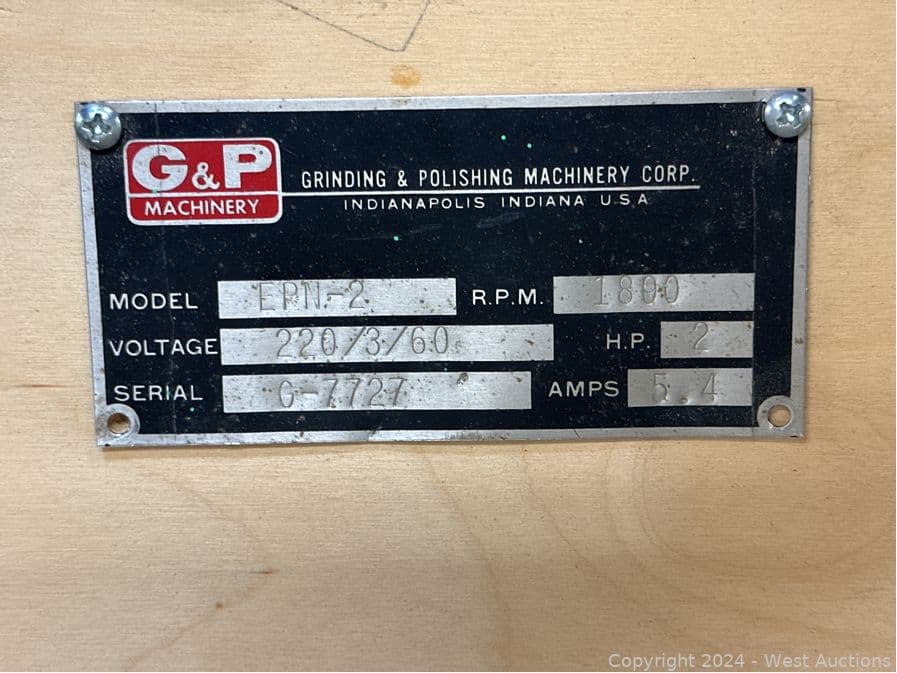 G&P
MACHINERY
GRINDING & POLISHING MACHINERY CORP.
INDIANAPOLIS INDIANA U.S.A
MODEL EPN-2 R.P.M. 1800
VOLTAGE 220/3/60 H.P. 2
SERIAL G-7727 AMPS 5.4
Copyright 2024 - West Auctions